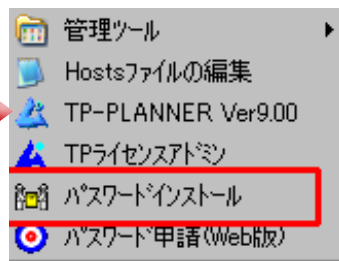 管理ツール
Hostsファイルの編集
TP-PLANNER Ver9.00
TPライセンスアドミン
パスワードインストール
パスワード申請(Web版)